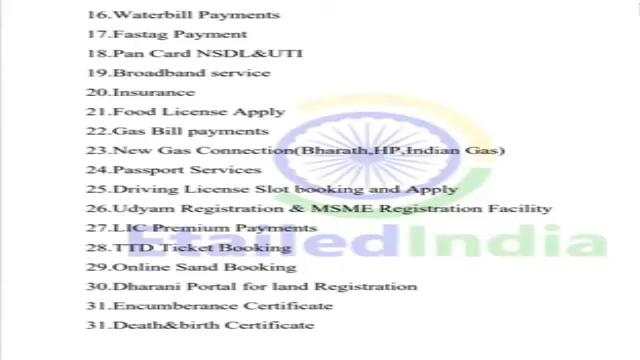 16.Waterbill Payments
17.Fastag Payment
18.Pan Card NSDL&UTI
19.Broadband service
20.Insurance
21.Food License Apply
22.Gas Bill payments
23.New Gas Connection(Bharath,HP,Indian Gas)
24.Passport Services
25.Driving License Slot booking and Apply
26.Udyam Registration & MSME Registration Facility
27.LIC Premium Payments
28.TTD Ticket Booking
29.Online Sand Booking
30.Dharani Portal for land Registration
31.Encumberance Certificate
31.Death&birth Certificate
EtailedIndia